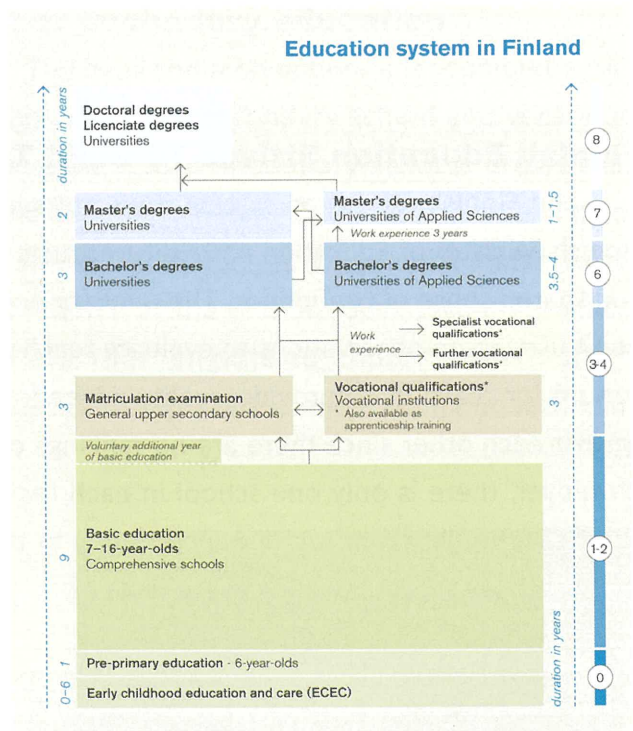 Education system in Finland
duration in years
Doctoral degrees
Licenciate degrees
Universities
8
2
Master's degrees
Universities
Master's degrees
Universities of Applied Sciences
1–1.5
7
Work experience 3 years
3
Bachelor's degrees
Universities
Bachelor's degrees
Universities of Applied Sciences
3.5–4
6
Work
experience
Specialist vocational
qualifications*
Further vocational
qualifications*
3-4
3
Matriculation examination
General upper secondary schools
Vocational qualifications*
Vocational institutions
* Also available as
apprenticeship training
3
Voluntary additional year
of basic education
9
Basic education
7–16-year-olds
Comprehensive schools
1-2
duration in years
1
Pre-primary education - 6-year-olds
0–6
Early childhood education and care (ECEC)
0